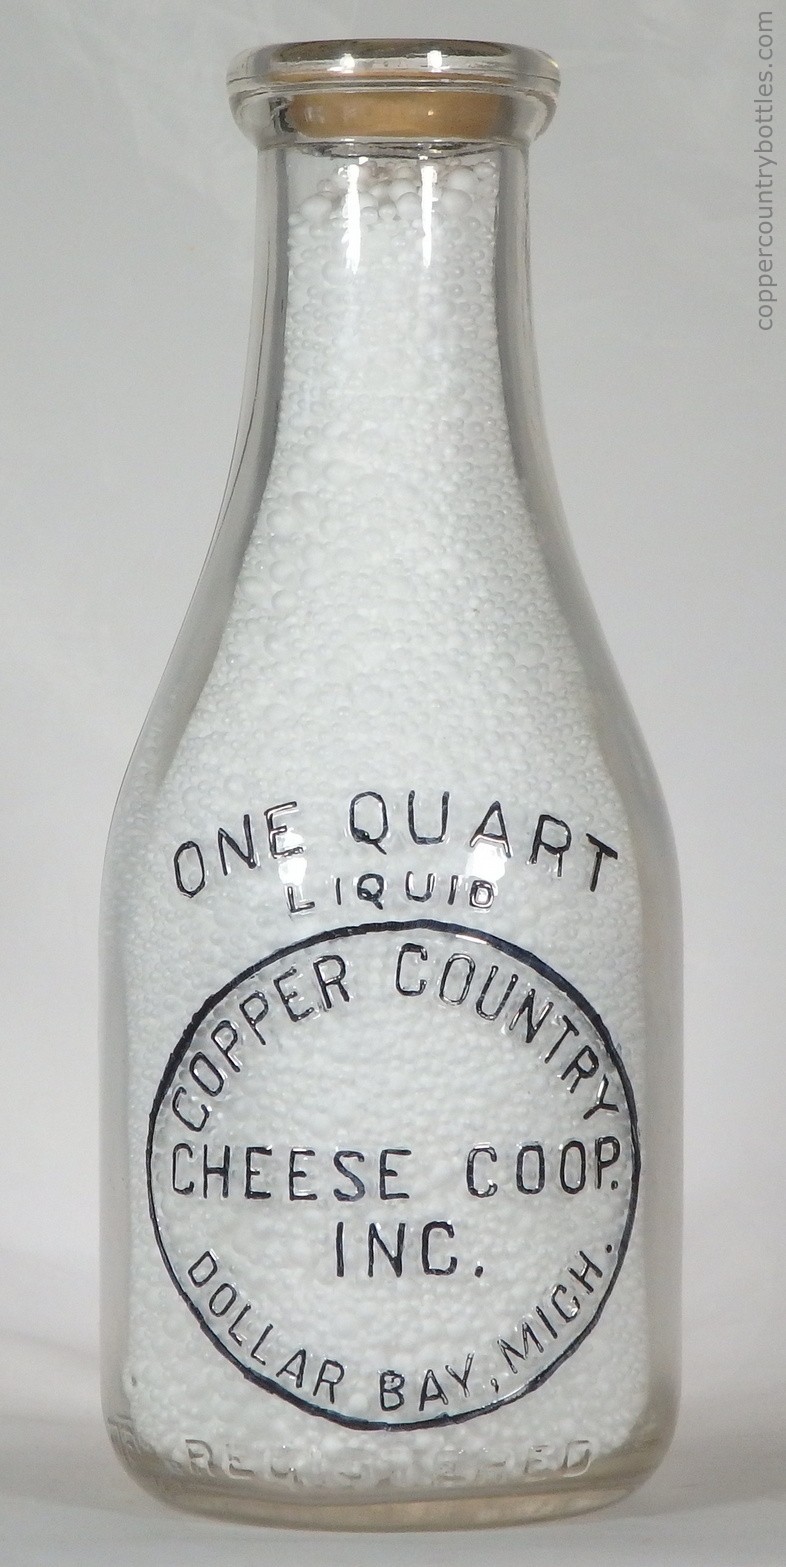 ONE QUART
LIQUID
COPPER COUNTRY
CHEESE COOP.
INC.
DOLLAR BAY, MICH.
REGISTERED
coppercountrybottles.com